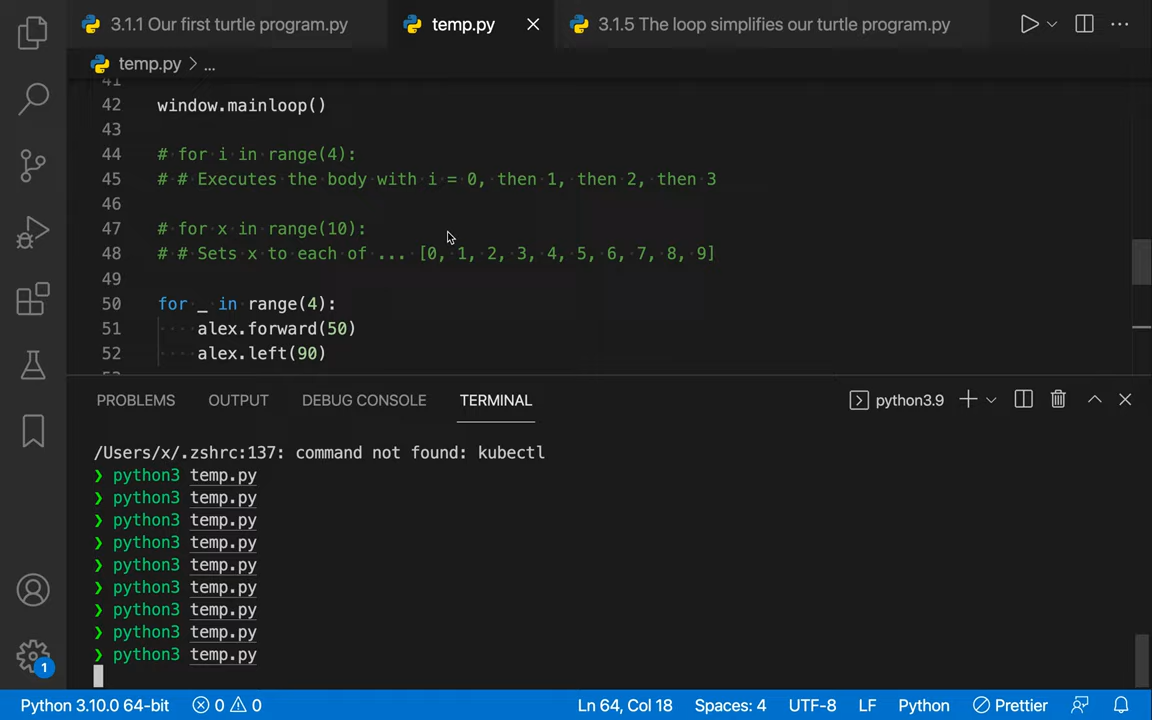 3.1.1 Our first turtle program.py
temp.py
3.1.5 The loop simplifies our turtle program.py
temp.py > ...
41
42 window.mainloop()
43
44 # for i in range(4):
45 # # Executes the body with i = 0, then 1, then 2, then 3
46
47 # for x in range(10):
48 # # Sets x to each of ... [0, 1, 2, 3, 4, 5, 6, 7, 8, 9]
49
50 for _ in range(4):
51 alex.forward(50)
52 alex.left(90)
PROBLEMS OUTPUT DEBUG CONSOLE TERMINAL python3.9
/Users/x/.zshrc:137: command not found: kubectl
❯ python3 temp.py
❯ python3 temp.py
❯ python3 temp.py
❯ python3 temp.py
❯ python3 temp.py
❯ python3 temp.py
❯ python3 temp.py
❯ python3 temp.py
❯ python3 temp.py
1
Python 3.10.0 64-bit 0 0 Ln 64, Col 18 Spaces: 4 UTF-8 LF Python Prettier